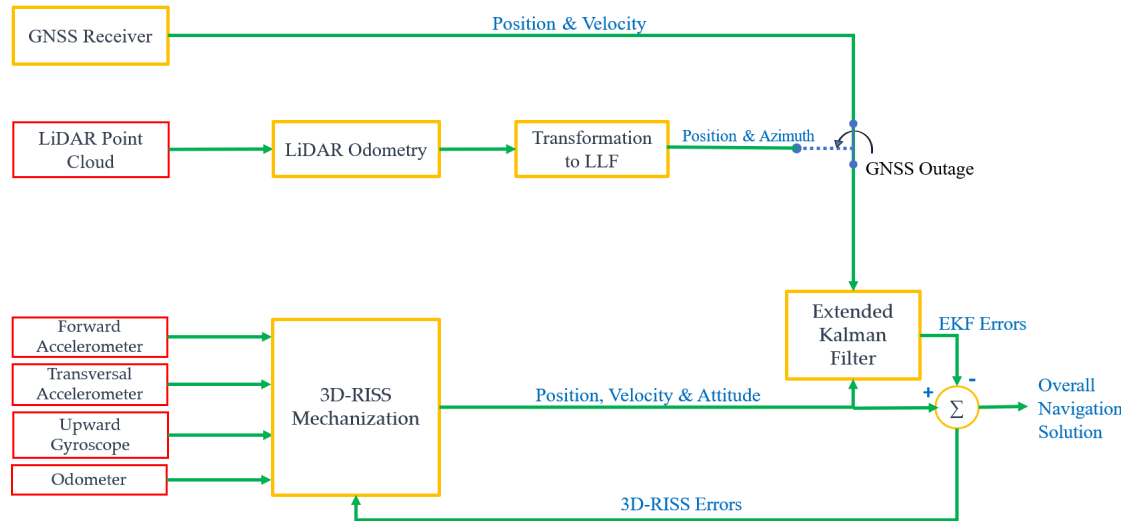 GNSS Receiver
Position & Velocity
LiDAR Point
Cloud
LiDAR Odometry
Transformation
to LLF
Position & Azimuth
GNSS Outage
Forward
Accelerometer
Transversal
Accelerometer
Upward
Gyroscope
Odometer
3D-RISS
Mechanization
Position, Velocity & Attitude
Extended
Kalman
Filter
EKF Errors
-
+
Σ
Overall
Navigation
Solution
3D-RISS Errors